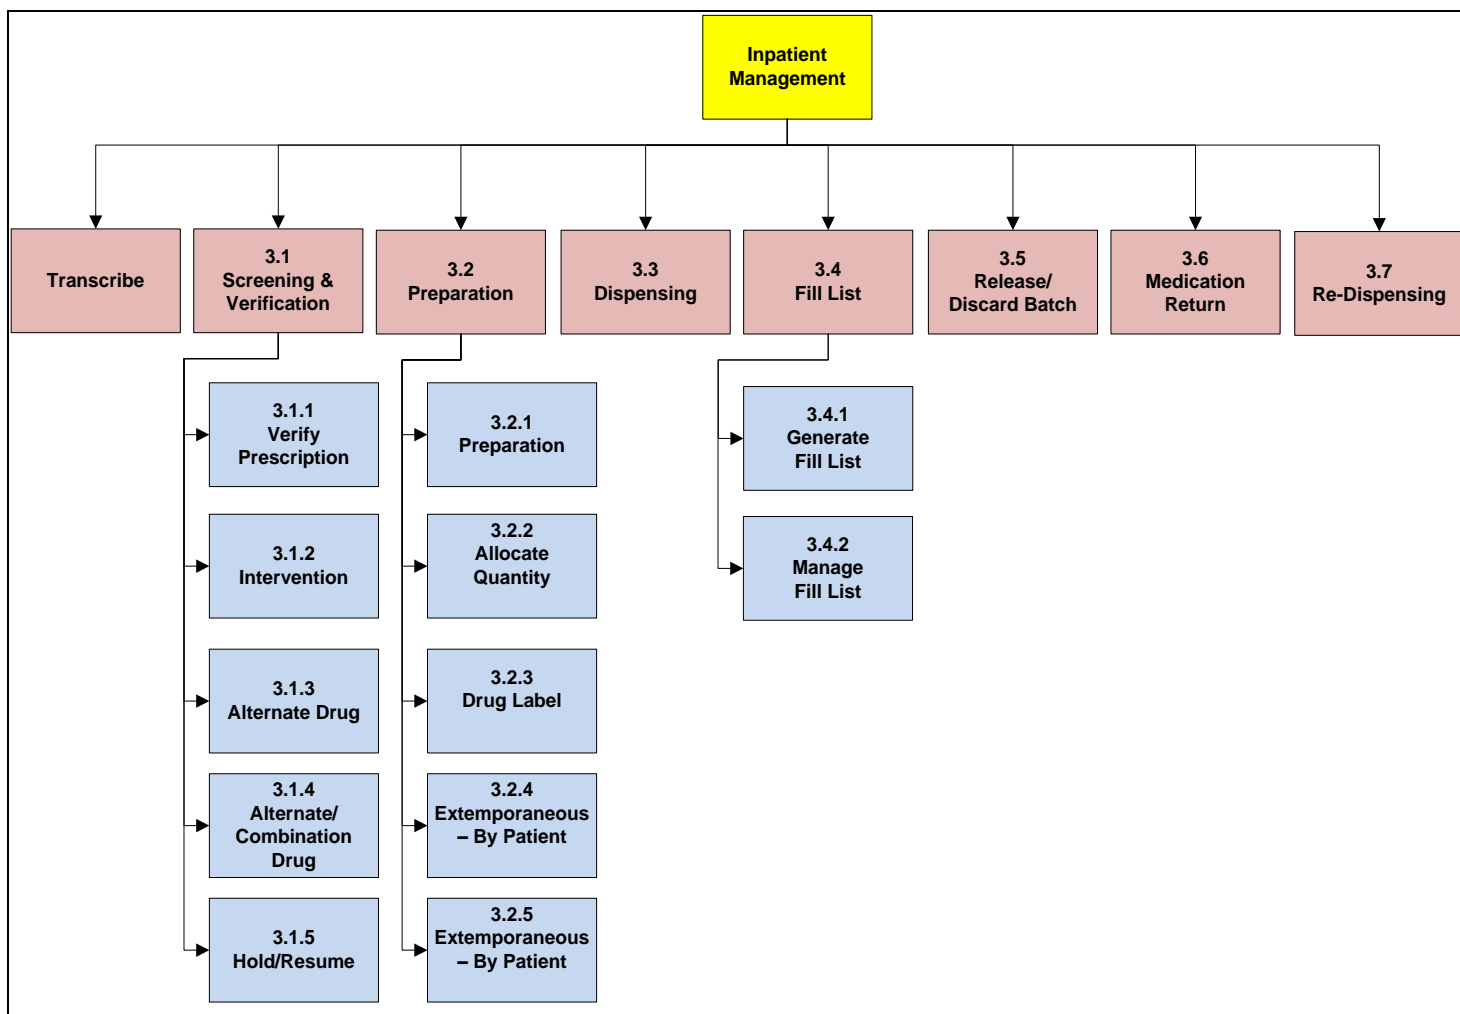 Inpatient
Management
Transcribe
3.1
Screening &
Verification
3.2
Preparation
3.3
Dispensing
3.4
Fill List
3.5
Release/
Discard Batch
3.6
Medication
Return
3.7
Re-Dispensing
3.1.1
Verify
Prescription
3.2.1
Preparation
3.4.1
Generate
Fill List
3.1.2
Intervention
3.2.2
Allocate
Quantity
3.4.2
Manage
Fill List
3.1.3
Alternate Drug
3.2.3
Drug Label
3.1.4
Alternate/
Combination
Drug
3.2.4
Extemporaneous
– By Patient
3.1.5
Hold/Resume
3.2.5
Extemporaneous
– By Patient